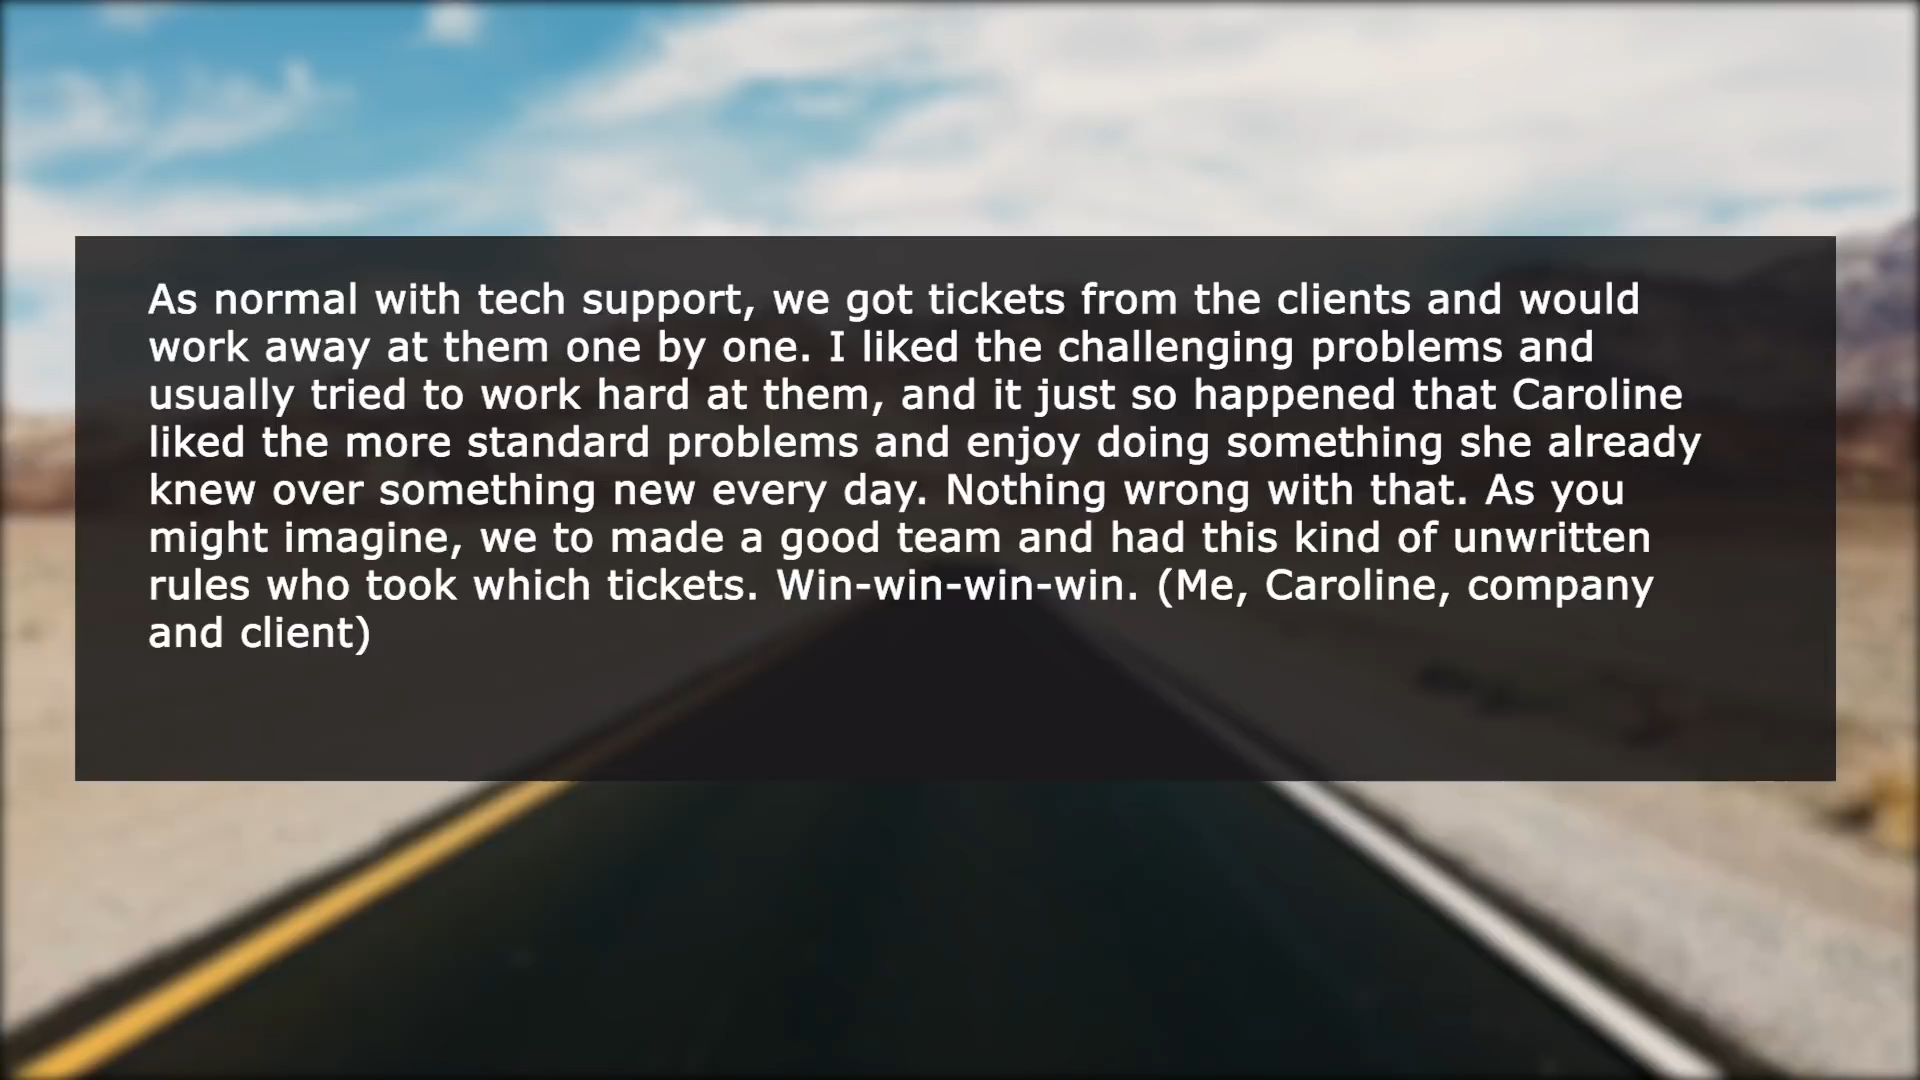 As normal with tech support, we got tickets from the clients and would
work away at them one by one. I liked the challenging problems and
usually tried to work hard at them, and it just so happened that Caroline
liked the more standard problems and enjoy doing something she already
knew over something new every day. Nothing wrong with that. As you
might imagine, we to made a good team and had this kind of unwritten
rules who took which tickets. Win-win-win-win. (Me, Caroline, company
and client)